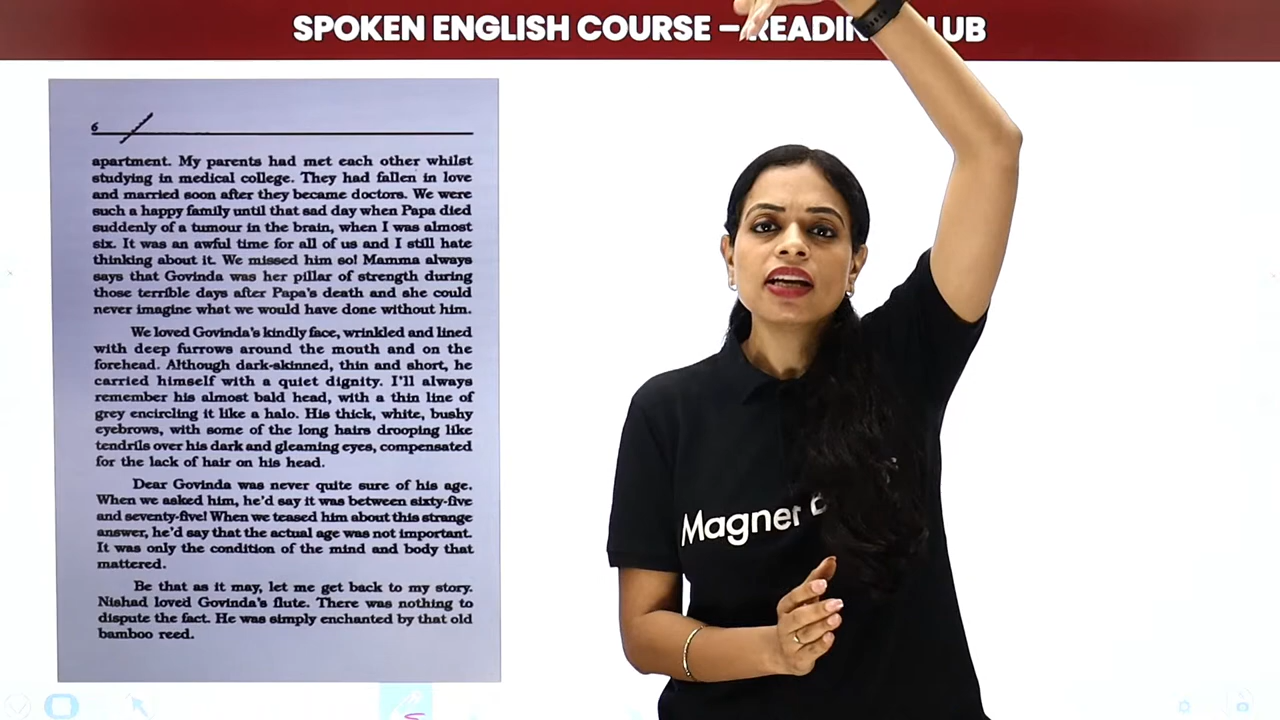 SPOKEN ENGLISH COURSE – READIN LUB
6
apartment. My parents had met each other whilst
studying in medical college. They had fallen in love
and married soon after they became doctors. We were
such a happy family until that sad day when Papa died
suddenly of a tumour in the brain, when I was almost
six. It was an awful time for all of us and I still hate
thinking about it. We missed him so! Mamma always
says that Govinda was her pillar of strength during
those terrible days after Papa's death and she could
never imagine what we would have done without him.
We loved Govinda's kindly face, wrinkled and lined
with deep furrows around the mouth and on the
forehead. Although dark-skinned, thin and short, he
carried himself with a quiet dignity. I'll always
remember his almost bald head, with a thin line of
grey encircling it like a halo. His thick, white, bushy
eyebrows, with some of the long hairs drooping like
tendrils over his dark and gleaming eyes, compensated
for the lack of hair on his head.
Dear Govinda was never quite sure of his age.
When we asked him, he'd say it was between sixty-five
and seventy-five! When we teased him about this strange
answer, he'd say that the actual age was not important.
It was only the condition of the mind and body that
mattered.
Be that as it may, let me get back to my story.
Nishad loved Govinda's flute. There was nothing to
dispute the fact. He was simply enchanted by that old
bamboo reed.
Magnet